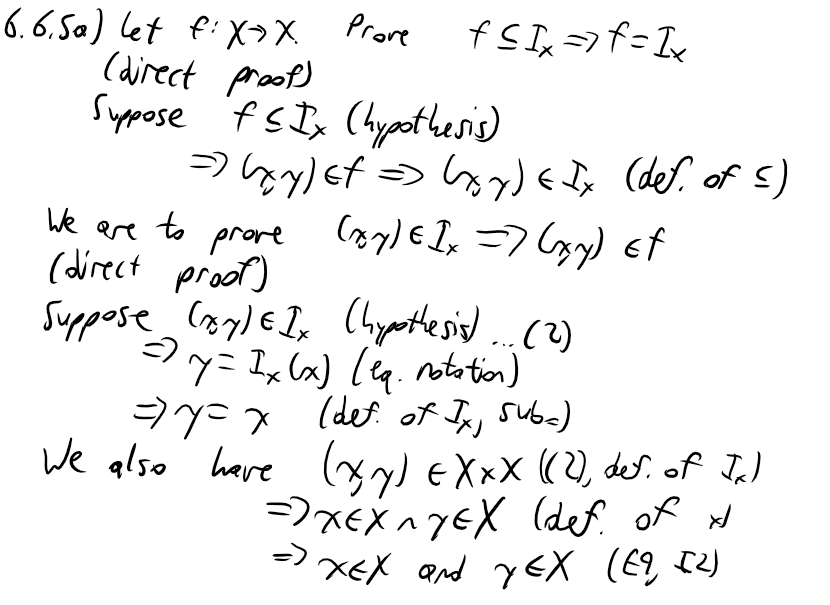 6.6.5a) Let f: X→X. Prove f ⊆ I_x ⇒ f = I_x
(direct proof)
Suppose f ⊆ I_x (hypothesis)
⇒ (x,y) ∈ f ⇒ (x,y) ∈ I_x (def. of ⊆)
We are to prove (x,y) ∈ I_x ⇒ (x,y) ∈ f
(direct proof)
Suppose (x,y) ∈ I_x (hypothesis) ... (2)
⇒ y = I_x(x) (eq. notation)
⇒ y = x (def. of I_x, sub=)
We also have (x,y) ∈ X×X ((2), def. of I_x)
⇒ x∈X ∧ y∈X (def. of ×)
⇒ x∈X and y∈X (E9, I2)